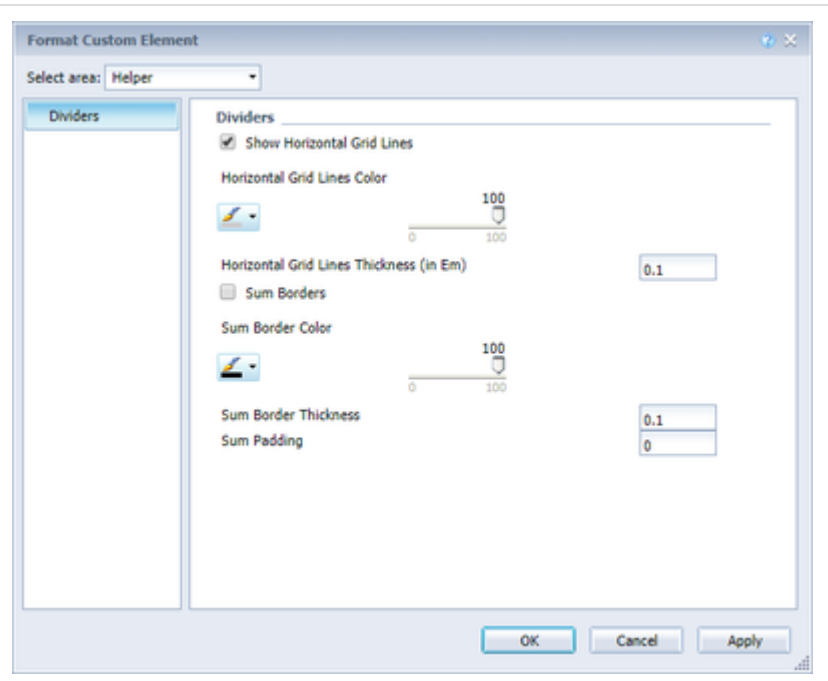 Format Custom Element
Select area: Helper
Dividers
Dividers
Show Horizontal Grid Lines
Horizontal Grid Lines Color
100
0 100
Horizontal Grid Lines Thickness (in Em) 0.1
Sum Borders
Sum Border Color
100
0 100
Sum Border Thickness 0.1
Sum Padding 0
OK Cancel Apply